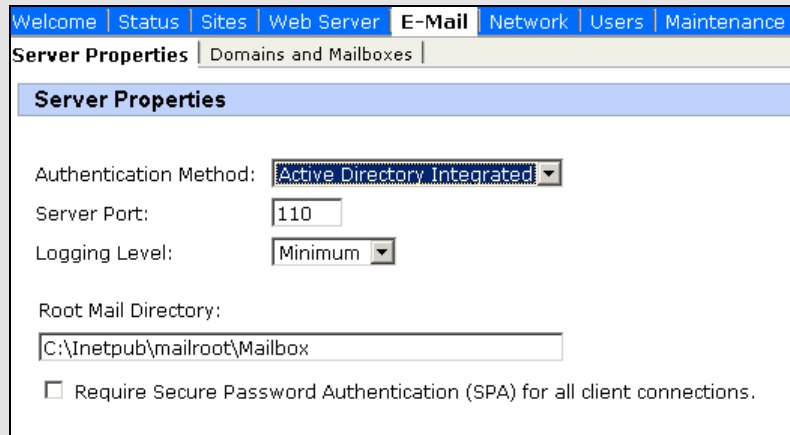 Welcome | Status | Sites | Web Server | E-Mail | Network | Users | Maintenance
Server Properties | Domains and Mailboxes |
Server Properties
Authentication Method: Active Directory Integrated
Server Port: 110
Logging Level: Minimum
Root Mail Directory:
C:\Inetpub\mailroot\Mailbox
Require Secure Password Authentication (SPA) for all client connections.